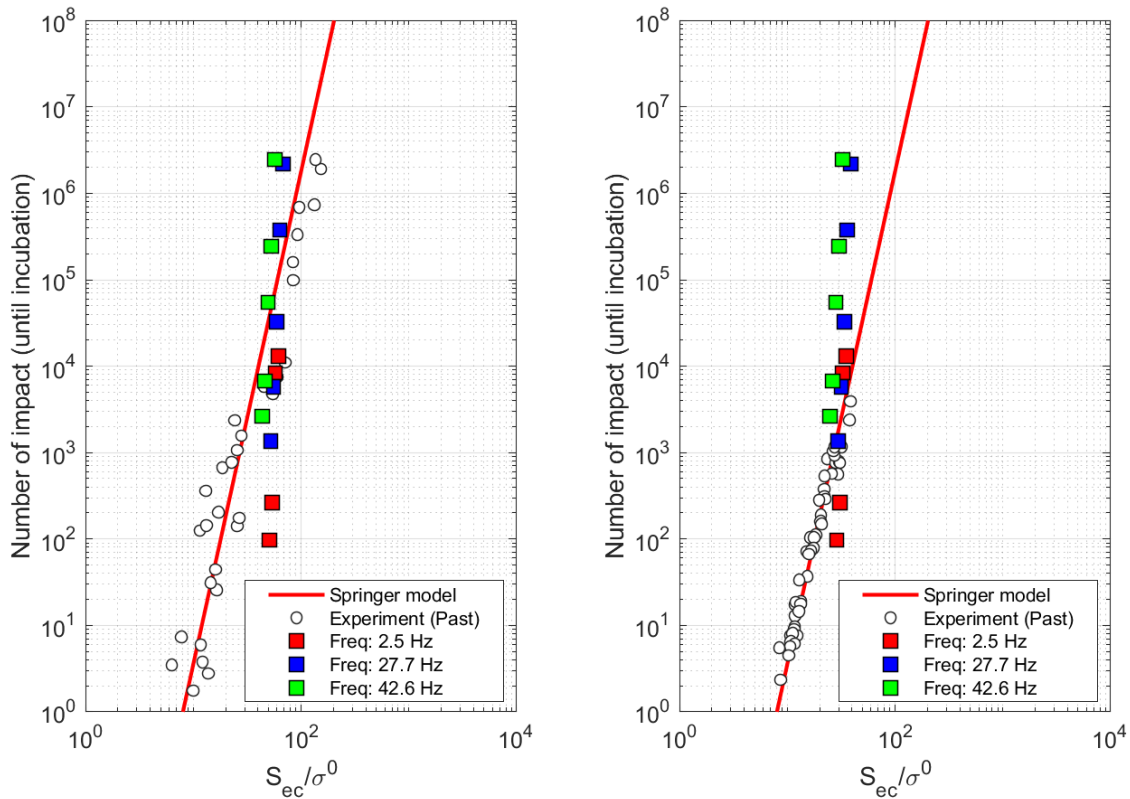 10^8
10^7
10^6
10^5
10^4
10^3
10^2
10^1
10^0
Number of impact (until incubation)
Springer model
Experiment (Past)
Freq: 2.5 Hz
Freq: 27.7 Hz
Freq: 42.6 Hz
10^0 10^2 10^4
S_ec/σ^0
10^8
10^7
10^6
10^5
10^4
10^3
10^2
10^1
10^0
Number of impact (until incubation)
Springer model
Experiment (Past)
Freq: 2.5 Hz
Freq: 27.7 Hz
Freq: 42.6 Hz
10^0 10^2 10^4
S_ec/σ^0